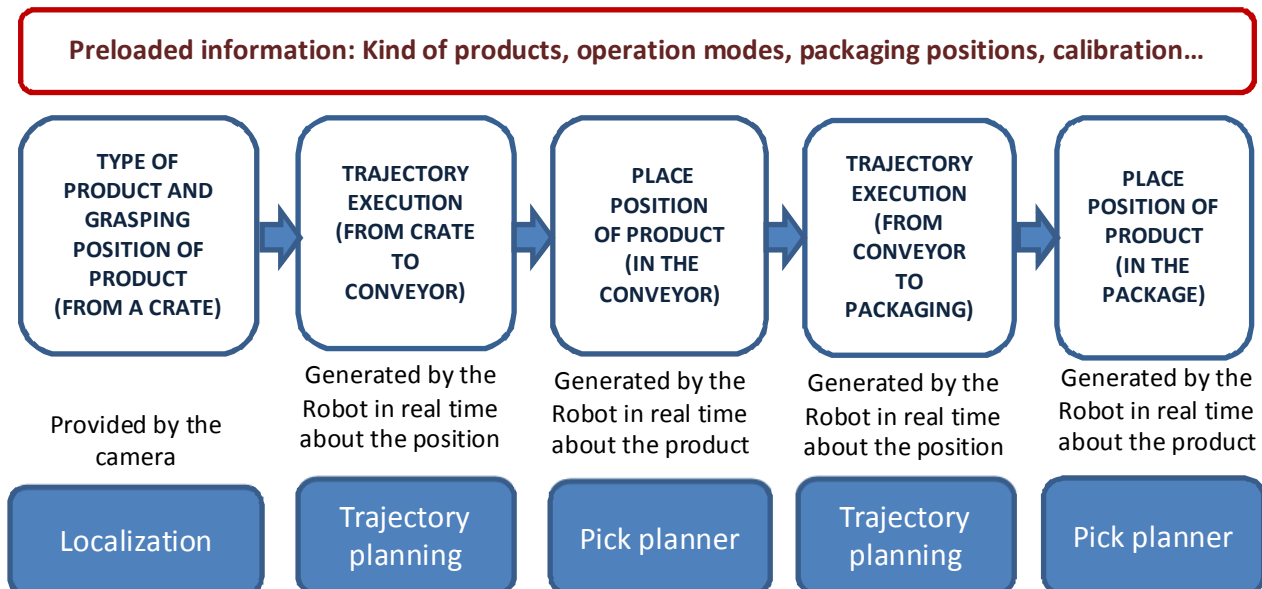 Preloaded information: Kind of products, operation modes, packaging positions, calibration…
TYPE OF
PRODUCT AND
GRASPING
POSITION OF
PRODUCT
(FROM A CRATE)
TRAJECTORY
EXECUTION
(FROM CRATE
TO
CONVEYOR)
PLACE
POSITION
OF PRODUCT
(IN THE
CONVEYOR)
TRAJECTORY
EXECUTION
(FROM
CONVEYOR
TO
PACKAGING)
PLACE
POSITION OF
PRODUCT
(IN THE
PACKAGE)
Provided by the
camera
Generated by the
Robot in real time
about the position
Generated by the
Robot in real time
about the product
Generated by the
Robot in real time
about the position
Generated by the
Robot in real time
about the product
Localization
Trajectory
planning
Pick planner
Trajectory
planning
Pick planner